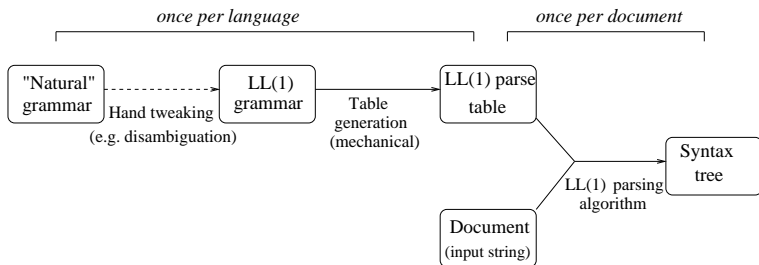 once per language
once per document
"Natural"
grammar
Hand tweaking
(e.g. disambiguation)
LL(1)
grammar
Table
generation
(mechanical)
LL(1) parse
table
Document
(input string)
LL(1) parsing
algorithm
Syntax
tree